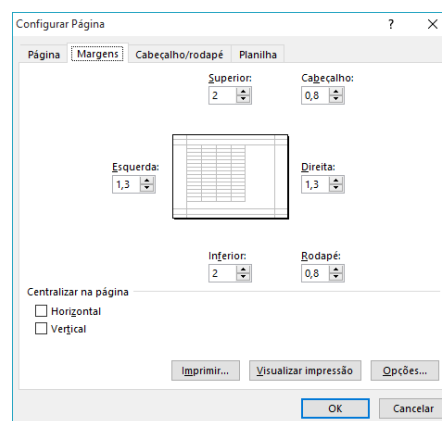 Configurar Página ? X
Página Margens Cabeçalho/rodapé Planilha
Superior: Cabeçalho:
2 0,8
Esquerda: Direita:
1,3 1,3
Inferior: Rodapé:
2 0,8
Centralizar na página
Horizontal
Vertical
Imprimir... Visualizar impressão Opções...
OK Cancelar